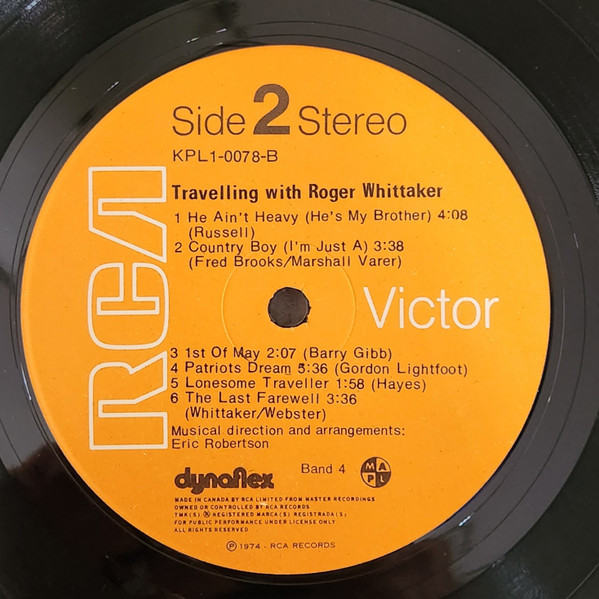 Side 2 Stereo
KPL1-0078-B
Travelling with Roger Whittaker
1 He Ain't Heavy (He's My Brother) 4:08
(Russell)
2 Country Boy (I'm Just A) 3:38
(Fred Brooks/Marshall Varer)
RCA
Victor
3 1st Of May 2:07 (Barry Gibb)
4 Patriots Dream 5:36 (Gordon Lightfoot)
5 Lonesome Traveller 1:58 (Hayes)
6 The Last Farewell 3:36
(Whittaker/Webster)
Musical direction and arrangements:
Eric Robertson
dynaflex Band 4 M A P L
MADE IN CANADA BY RCA LIMITED FROM MASTER RECORDINGS
OWNED OR CONTROLLED BY RCA RECORDS
TMK(S) ® REGISTERED MARCA(S) REGISTRADA(S)
FOR PUBLIC PERFORMANCE UNDER LICENSE ONLY
ALL RIGHTS RESERVED
℗ 1974 - RCA RECORDS